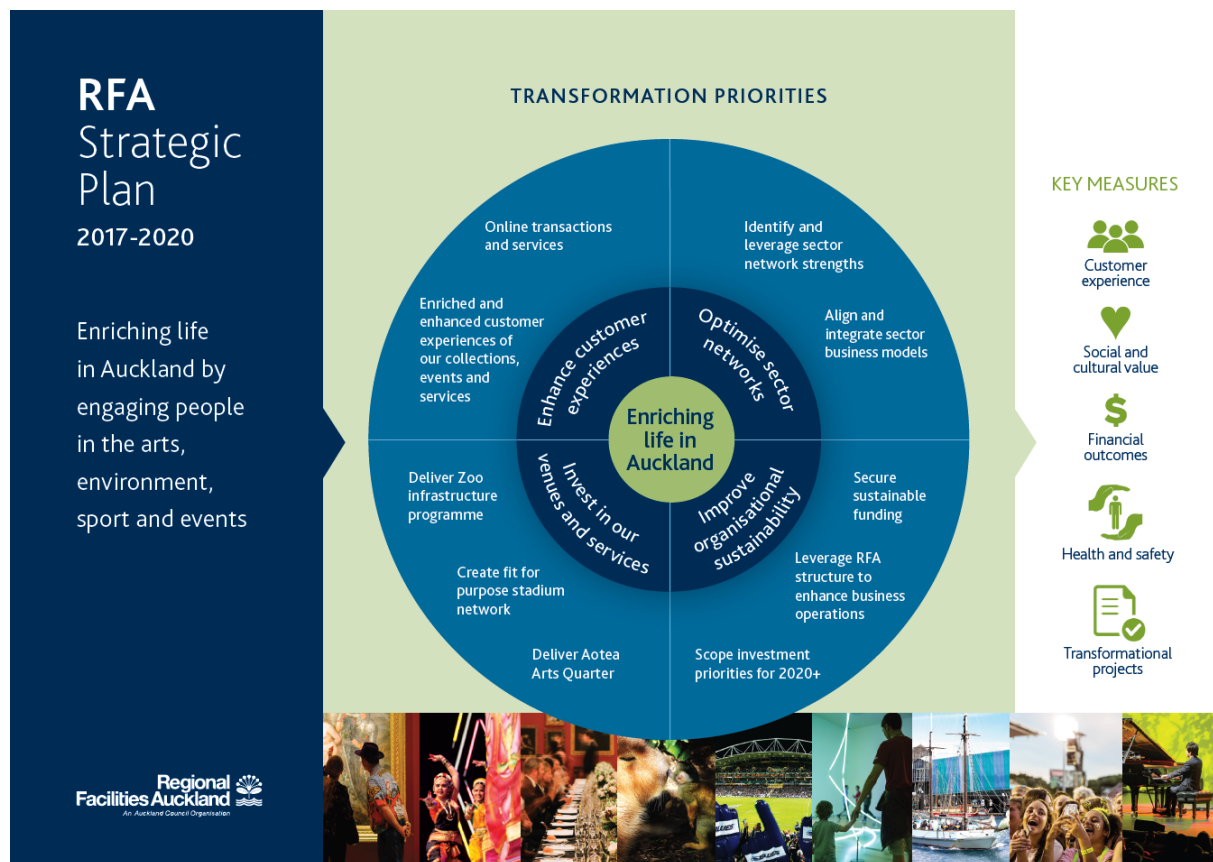 RFA
Strategic
Plan
2017-2020
Enriching life
in Auckland by
engaging people
in the arts,
environment,
sport and events
Regional
Facilities Auckland
An Auckland Council Organisation
TRANSFORMATION PRIORITIES
Online transactions
and services
Enriched and
enhanced customer
experiences of
our collections,
events and
services
Identify and
leverage sector
network strengths
Align and
integrate sector
business models
Enhance customer
experiences
Optimise sector
networks
Enriching
life in
Auckland
Invest in our
venues and services
Improve
organisational
sustainability
Deliver Zoo
infrastructure
programme
Create fit for
purpose stadium
network
Deliver Aotea
Arts Quarter
Secure
sustainable
funding
Leverage RFA
structure to
enhance business
operations
Scope investment
priorities for 2020+
KEY MEASURES
Customer
experience
Social and
cultural value
$
Financial
outcomes
Health and safety
Transformational
projects